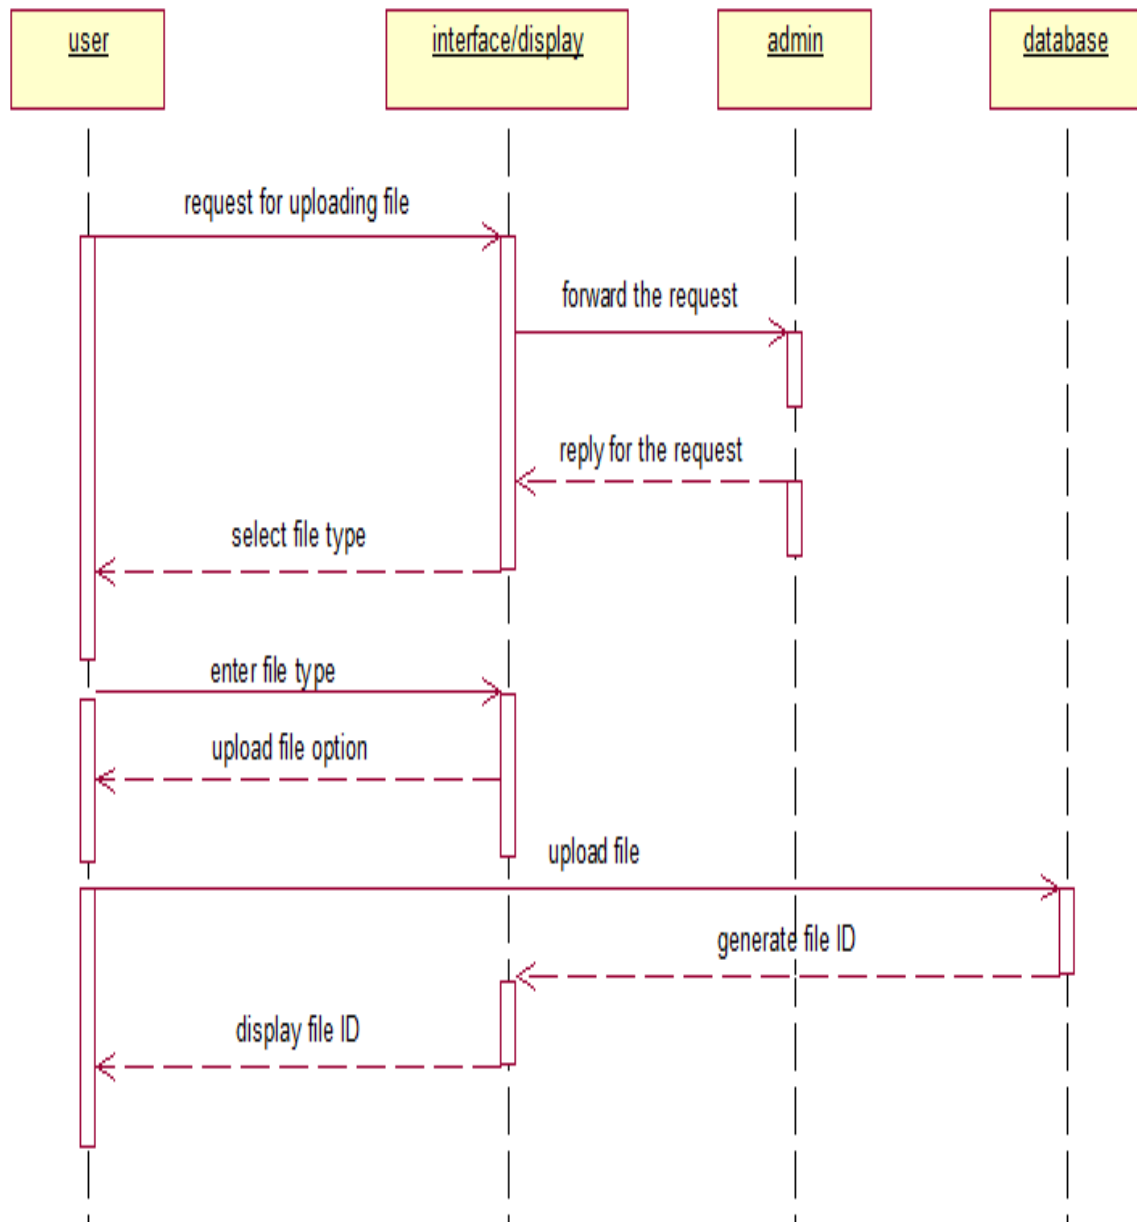 user
interface/display
admin
database
request for uploading file
forward the request
reply for the request
select file type
enter file type
upload file option
upload file
generate file ID
display file ID